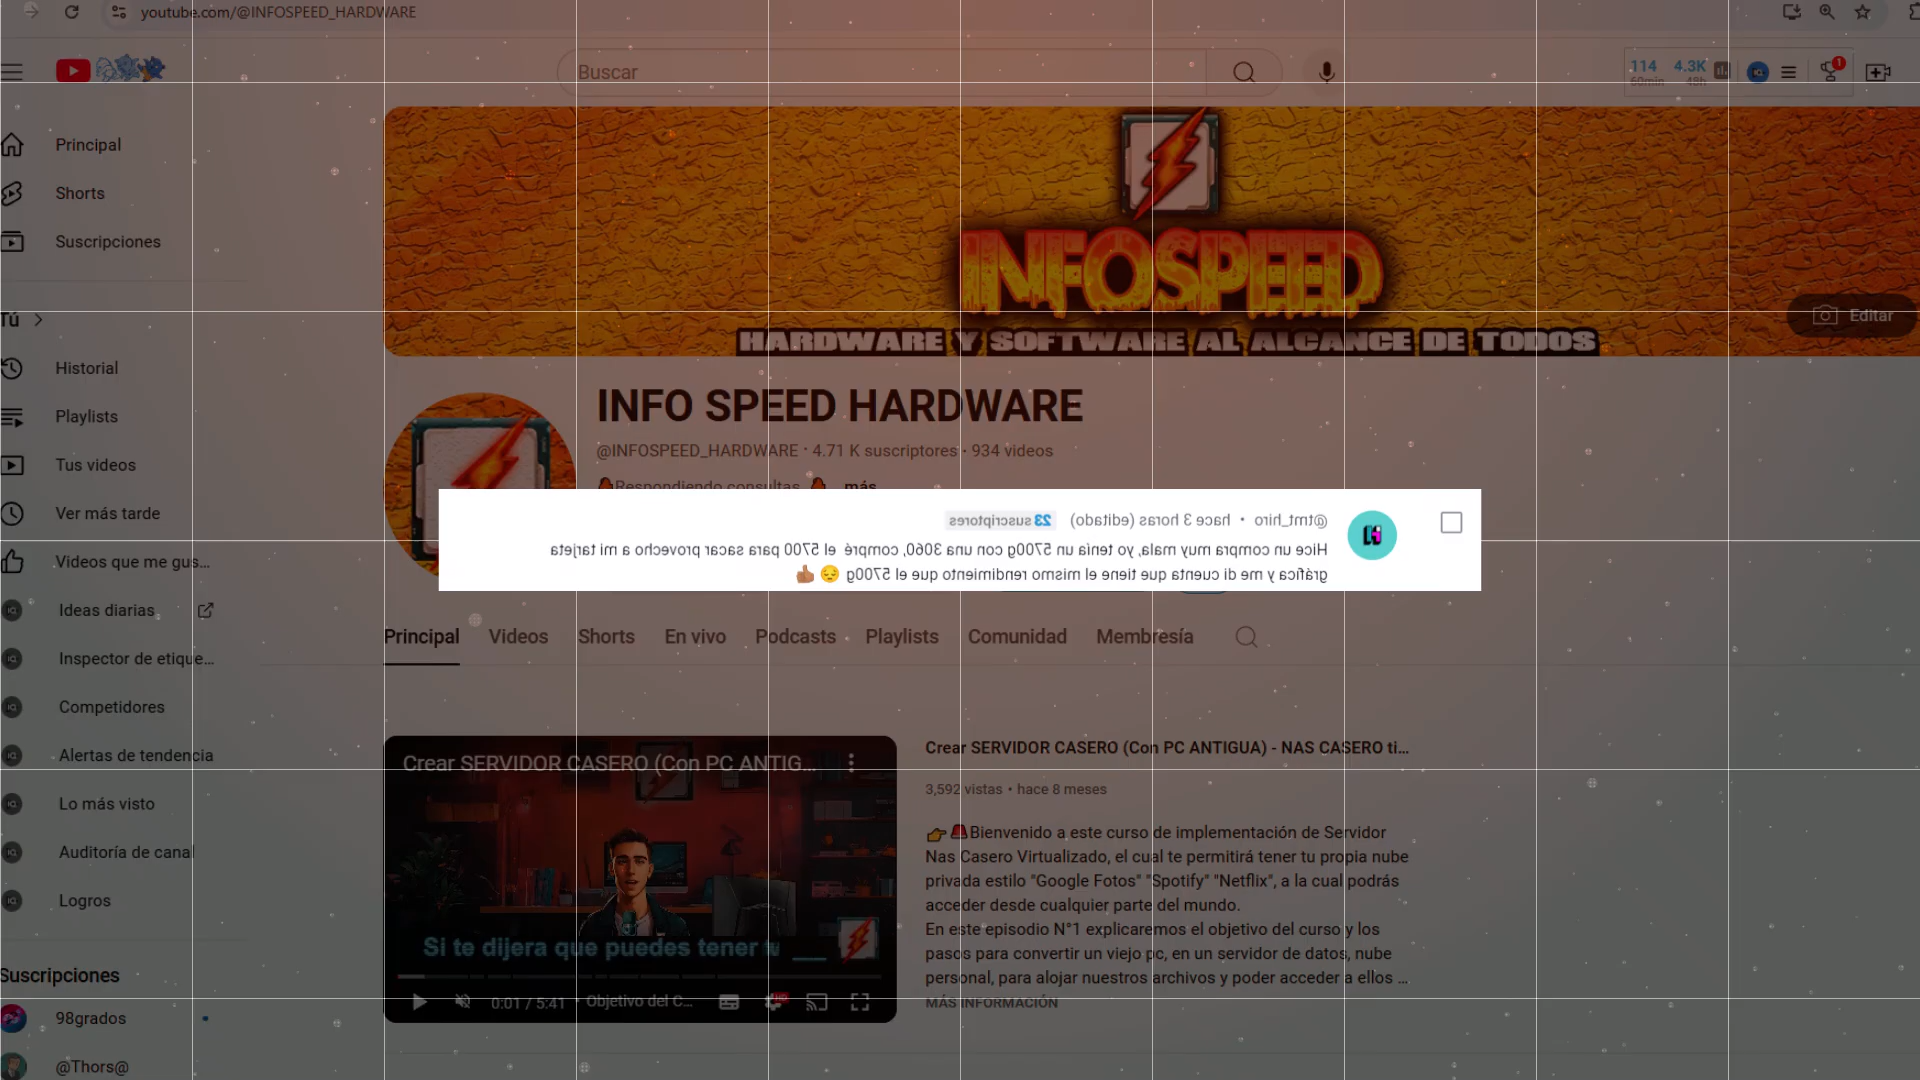 youtube.com/@INFOSPEED_HARDWARE
Buscar
114
60min
4.3K
48h
1
Principal
Shorts
Suscripciones
Tú
Historial
Playlists
Tus videos
Ver más tarde
Videos que me gus...
Ideas diarias
Inspector de etique...
Competidores
Alertas de tendencia
Lo más visto
Auditoría de canal
Logros
Suscripciones
98grados
@Thors@
INFOSPEED
HARDWARE Y SOFTWARE AL ALCANCE DE TODOS
Editar
INFO SPEED HARDWARE
@INFOSPEED_HARDWARE · 4.71 K suscriptores · 934 videos
Respondiendo consultas ...más
@tmt_hiro • hace 3 horas (editado) 23 suscriptores
Hice un compra muy mala, yo tenía un 5700g con una 3060, compré el 5700 para sacar provecho a mi tarjeta
gráfica y me di cuenta que tiene el mismo rendimiento que el 5700g 😔 👍🏽
Principal Videos Shorts En vivo Podcasts Playlists Comunidad Membresía
Crear SERVIDOR CASERO (Con PC ANTIG...
Si te dijera que puedes tener
0:01 / 5:41 • Objetivo del C...
Crear SERVIDOR CASERO (Con PC ANTIGUA) - NAS CASERO ti...
3,592 vistas • hace 8 meses
👉🚨Bienvenido a este curso de implementación de Servidor
Nas Casero Virtualizado, el cual te permitirá tener tu propia nube
privada estilo "Google Fotos" "Spotify" "Netflix", a la cual podrás
acceder desde cualquier parte del mundo.
En este episodio N°1 explicaremos el objetivo del curso y los
pasos para convertir un viejo pc, en un servidor de datos, nube
personal, para alojar nuestros archivos y poder acceder a ellos ...
MÁS INFORMACIÓN